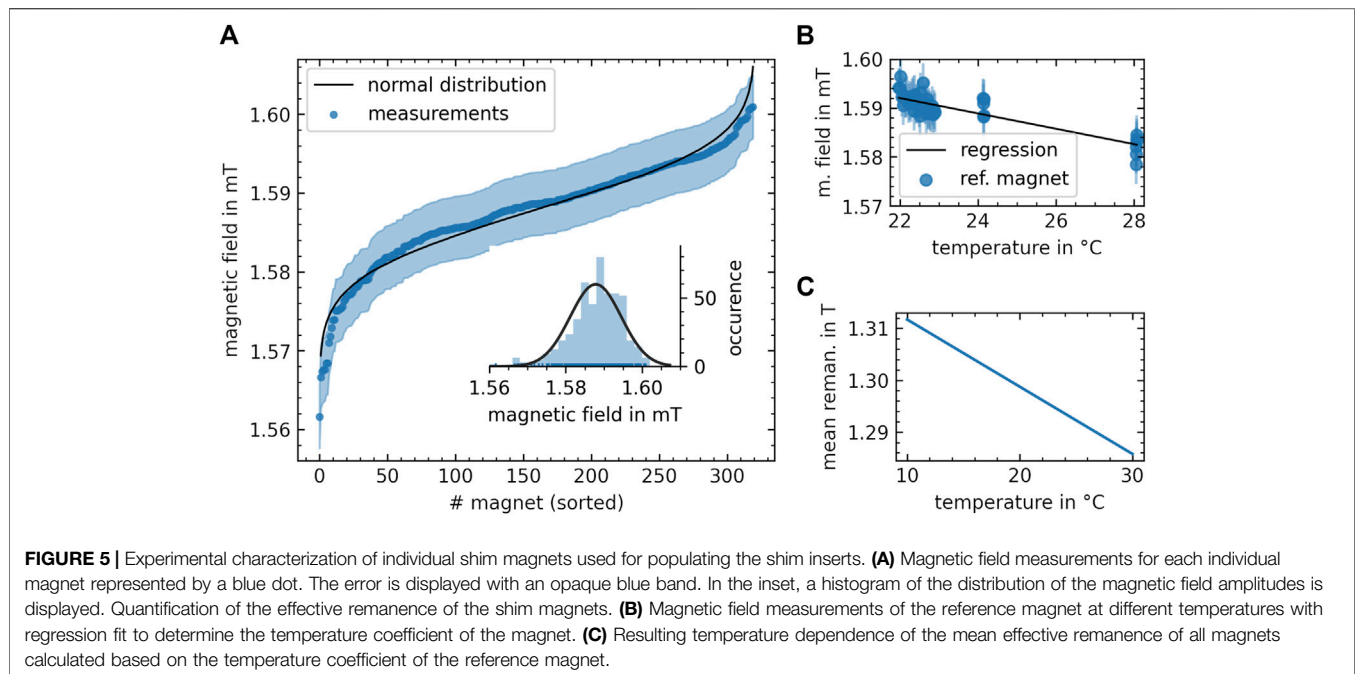 A
normal distribution
measurements
magnetic field in mT
1.60
1.59
1.58
1.57
1.56
0 50 100 150 200 250 300
# magnet (sorted)
50
0
occurence
1.56 1.58 1.60
magnetic field in mT
B
1.60
1.59
1.58
1.57
m. field in mT
regression
ref. magnet
22 24 26 28
temperature in °C
C
1.31
1.30
1.29
mean reman. in T
10 20 30
temperature in °C
FIGURE 5 | Experimental characterization of individual shim magnets used for populating the shim inserts. (A) Magnetic field measurements for each individual
magnet represented by a blue dot. The error is displayed with an opaque blue band. In the inset, a histogram of the distribution of the magnetic field amplitudes is
displayed. Quantification of the effective remanence of the shim magnets. (B) Magnetic field measurements of the reference magnet at different temperatures with
regression fit to determine the temperature coefficient of the magnet. (C) Resulting temperature dependence of the mean effective remanence of all magnets
calculated based on the temperature coefficient of the reference magnet.